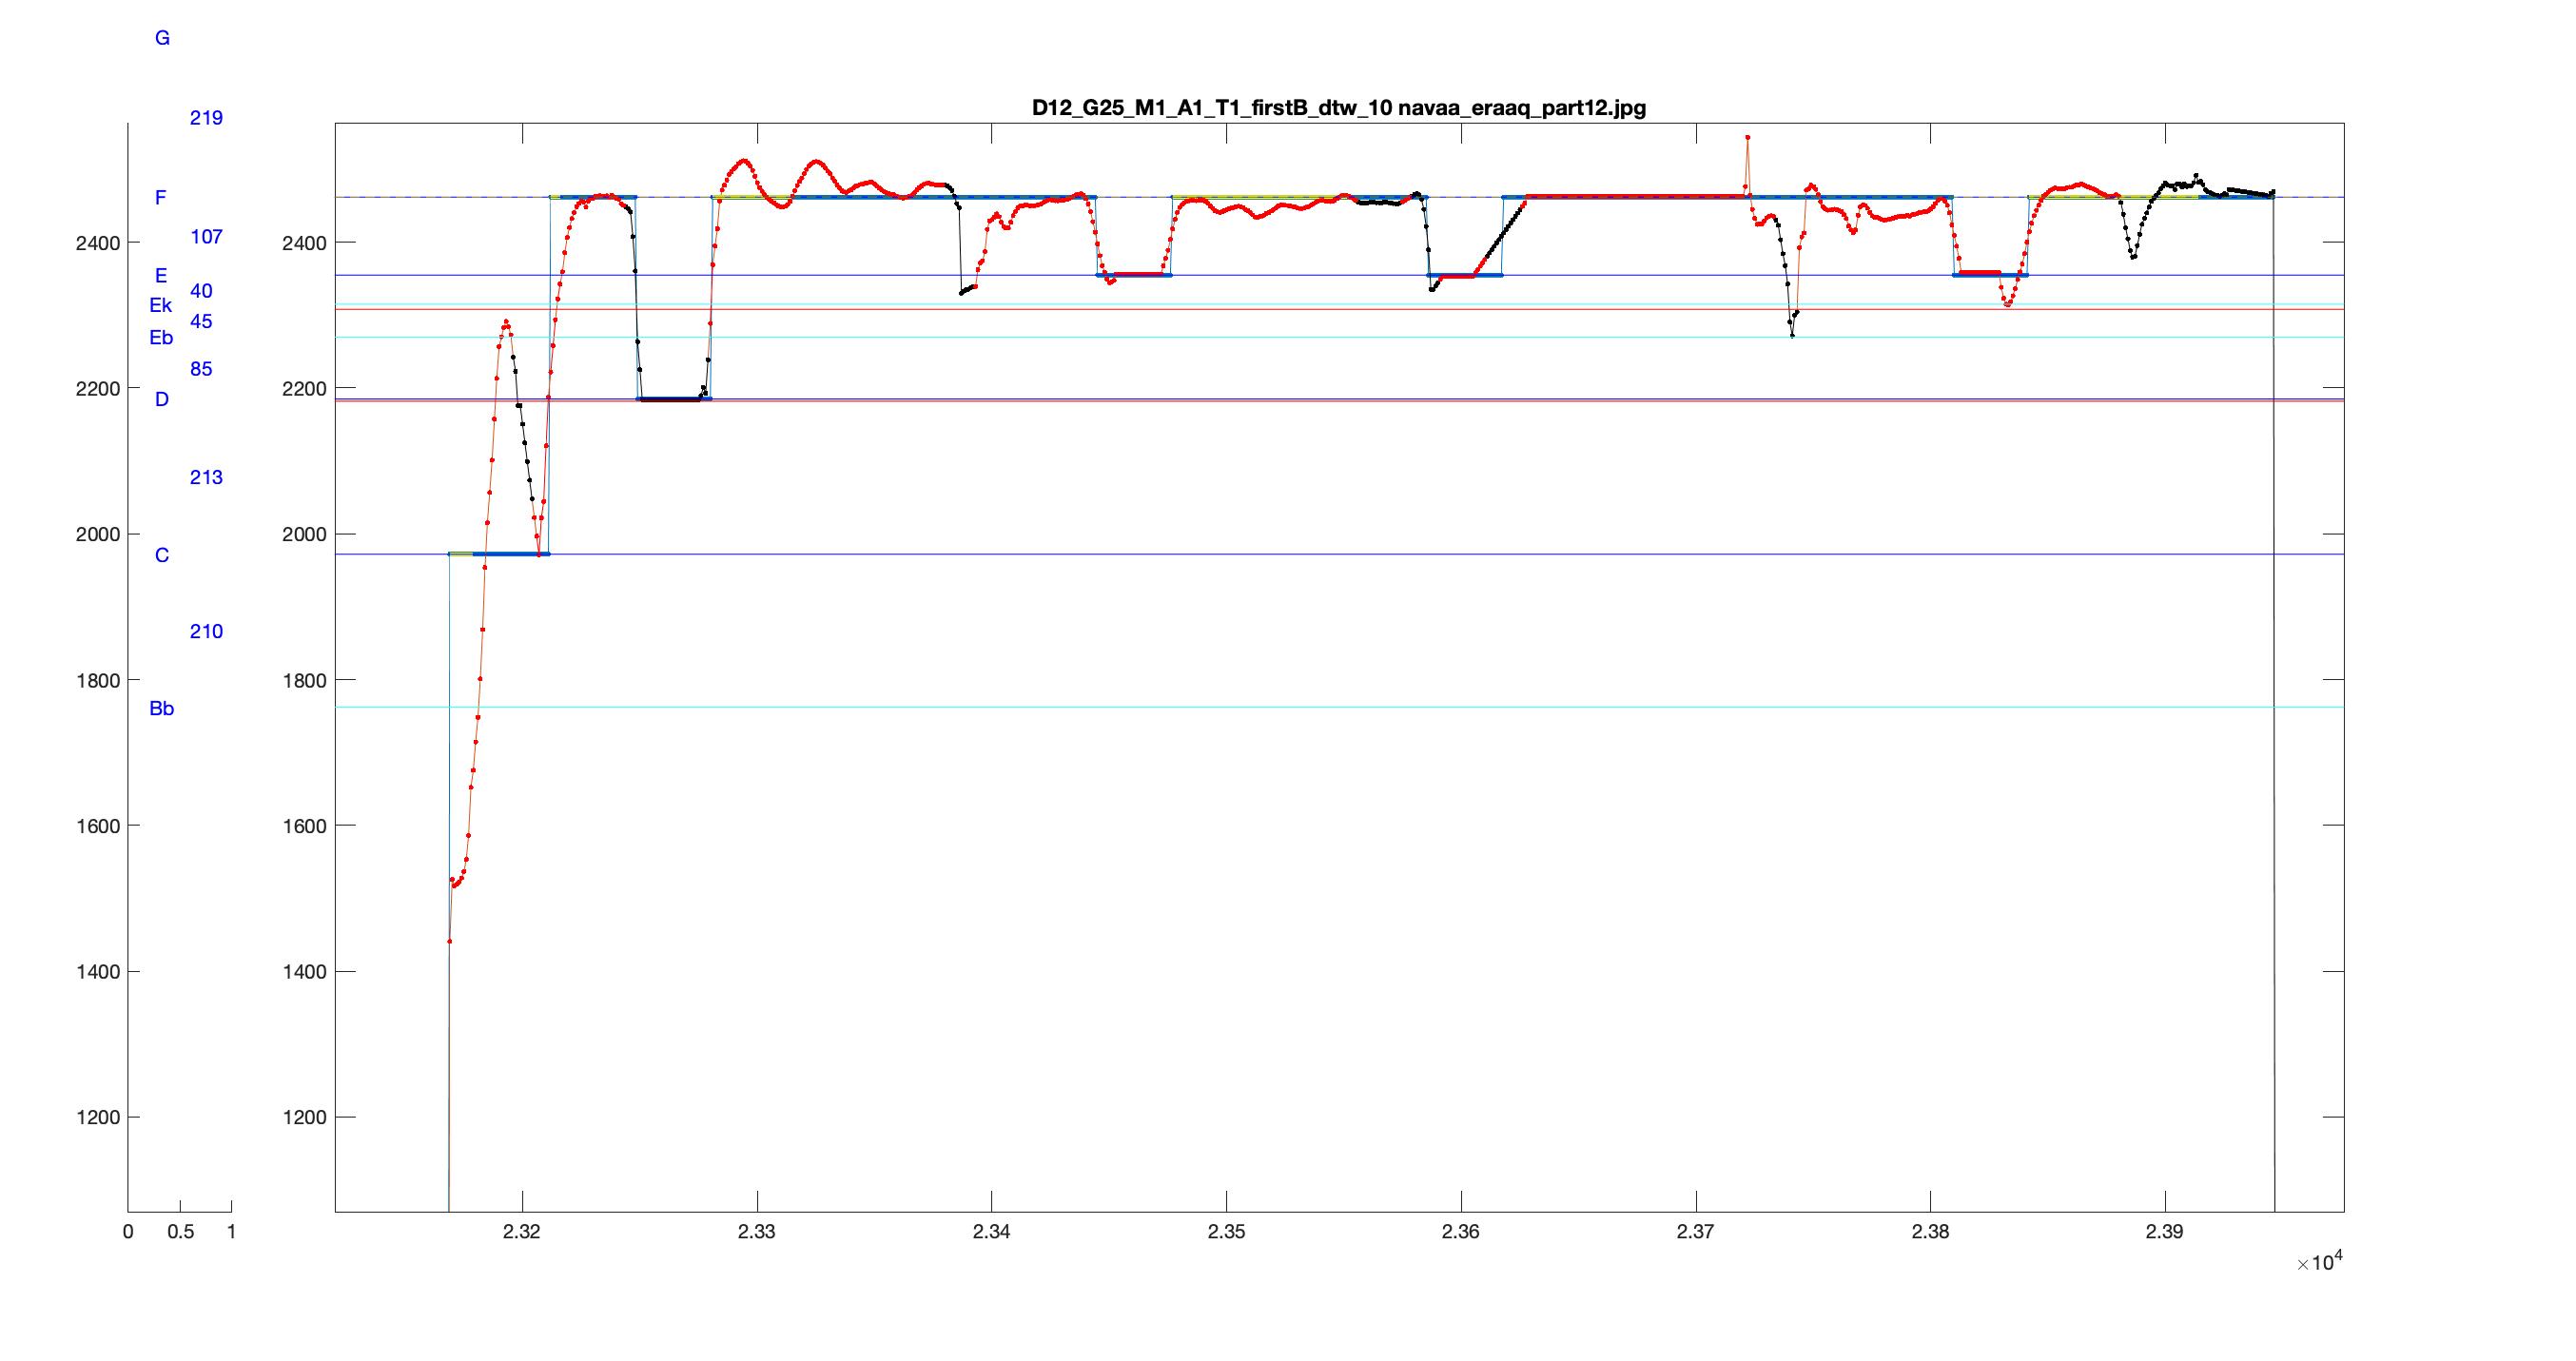 G
D12_G25_M1_A1_T1_firstB_dtw_10 navaa_eraaq_part12.jpg
219
F
107
2400
2400
E
40
Ek
45
Eb
85
2200
2200
D
213
2000
2000
C
210
1800
1800
Bb
1600
1600
1400
1400
1200
1200
0 0.5 1
2.32 2.33 2.34 2.35 2.36 2.37 2.38 2.39
×10⁴